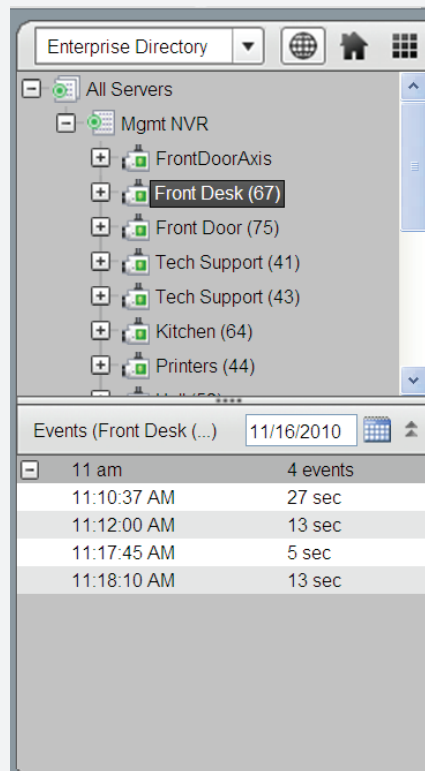 Enterprise Directory
All Servers
Mgmt NVR
FrontDoorAxis
Front Desk (67)
Front Door (75)
Tech Support (41)
Tech Support (43)
Kitchen (64)
Printers (44)
Events (Front Desk (...) 11/16/2010
11 am 4 events
11:10:37 AM 27 sec
11:12:00 AM 13 sec
11:17:45 AM 5 sec
11:18:10 AM 13 sec